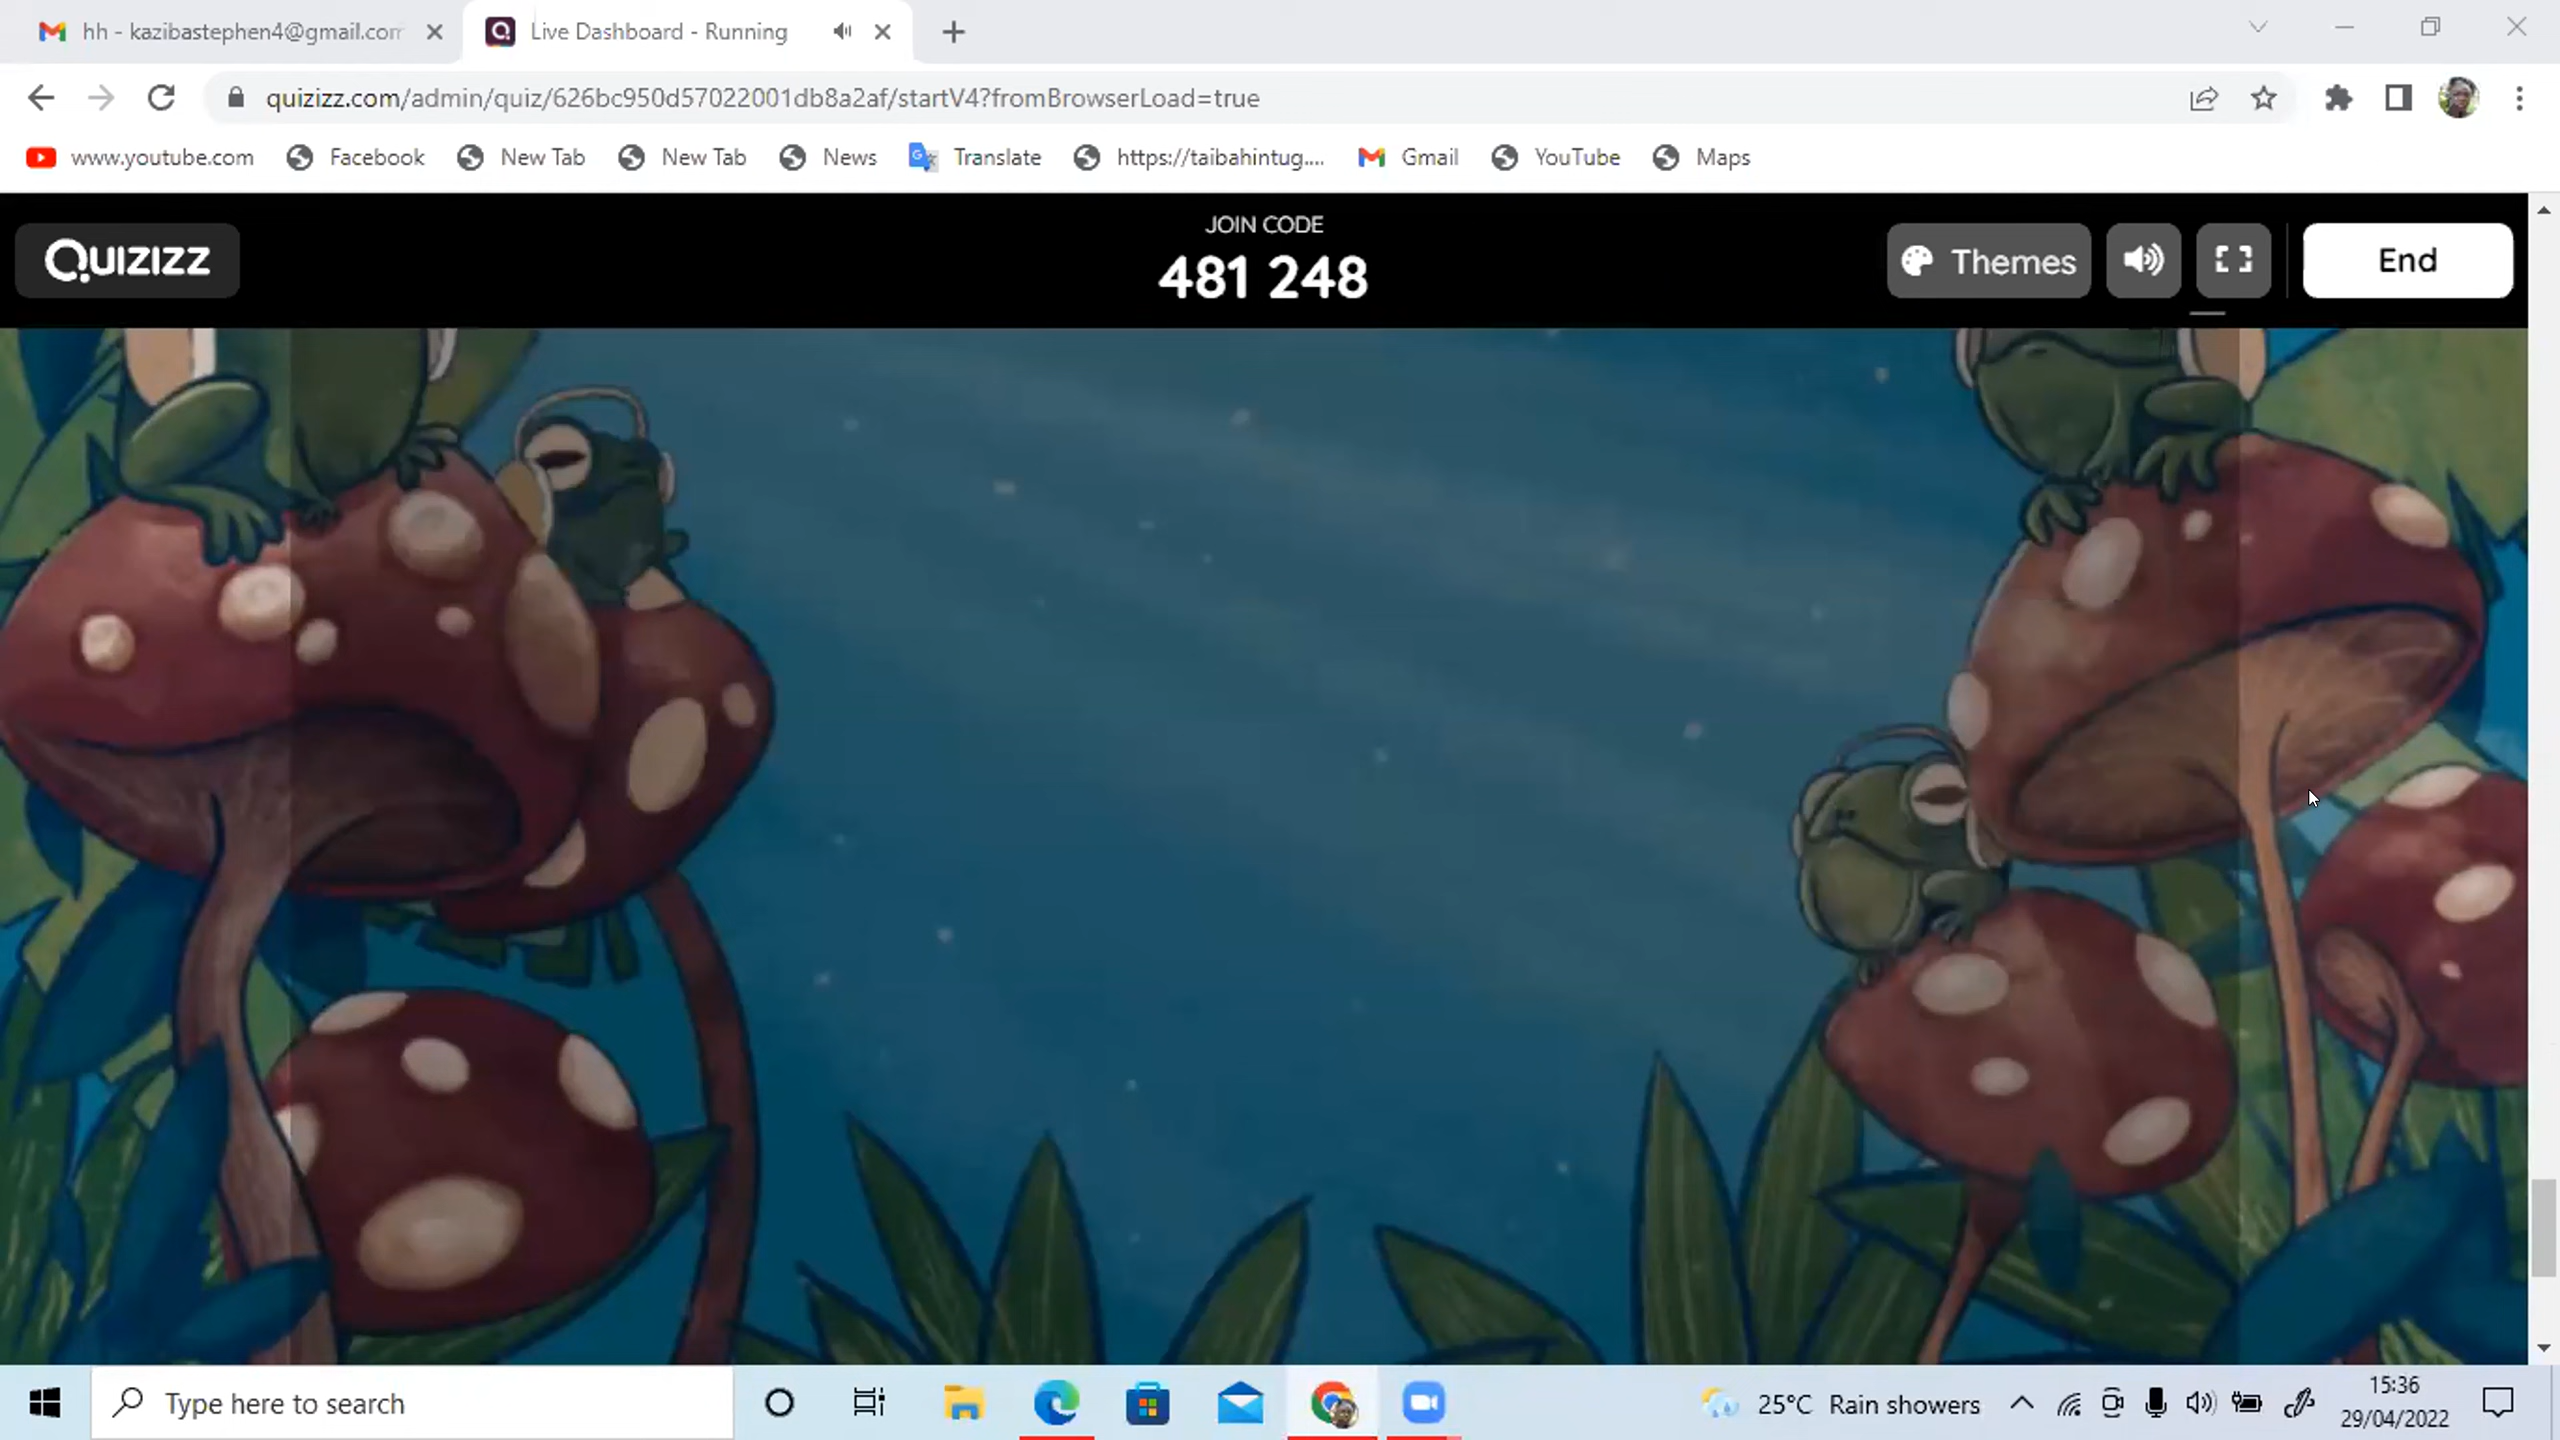 hh - kazibastephen4@gmail.com
Live Dashboard - Running
quizizz.com/admin/quiz/626bc950d57022001db8a2af/startV4?fromBrowserLoad=true
www.youtube.com
Facebook
New Tab
New Tab
News
Translate
https://taibahintug....
Gmail
YouTube
Maps
QUIZIZZ
JOIN CODE
481 248
Themes
End
Type here to search
25°C Rain showers
15:36
29/04/2022